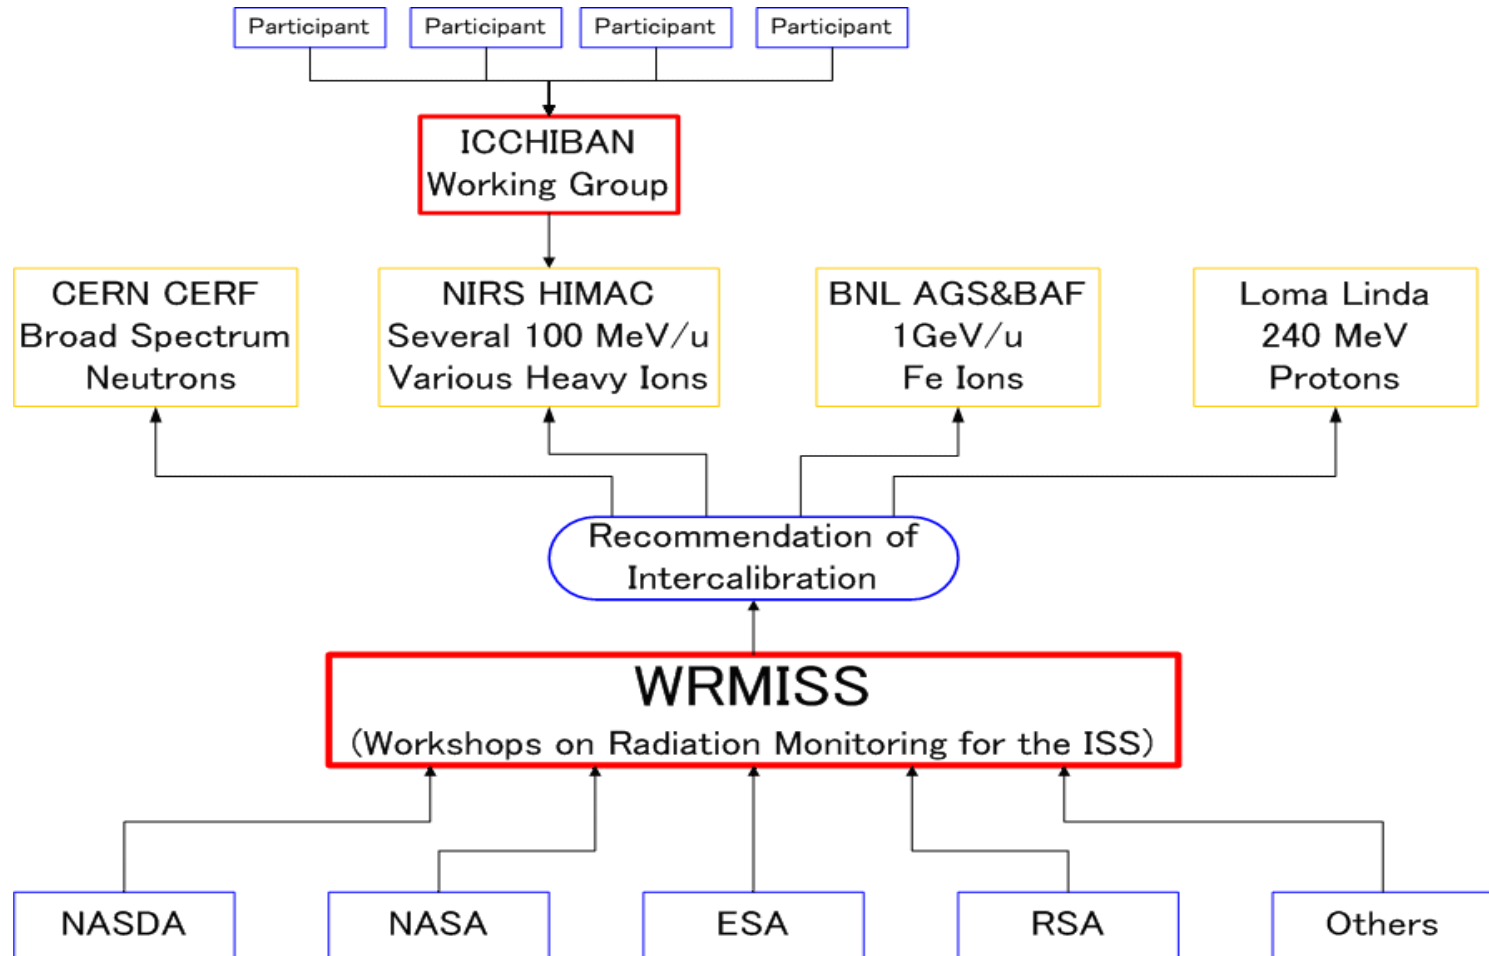 Participant
Participant
Participant
Participant
ICCHIBAN
Working Group
CERN CERF
Broad Spectrum
Neutrons
NIRS HIMAC
Several 100 MeV/u
Various Heavy Ions
BNL AGS&BAF
1GeV/u
Fe Ions
Loma Linda
240 MeV
Protons
Recommendation of
Intercalibration
WRMISS
(Workshops on Radiation Monitoring for the ISS)
NASDA
NASA
ESA
RSA
Others